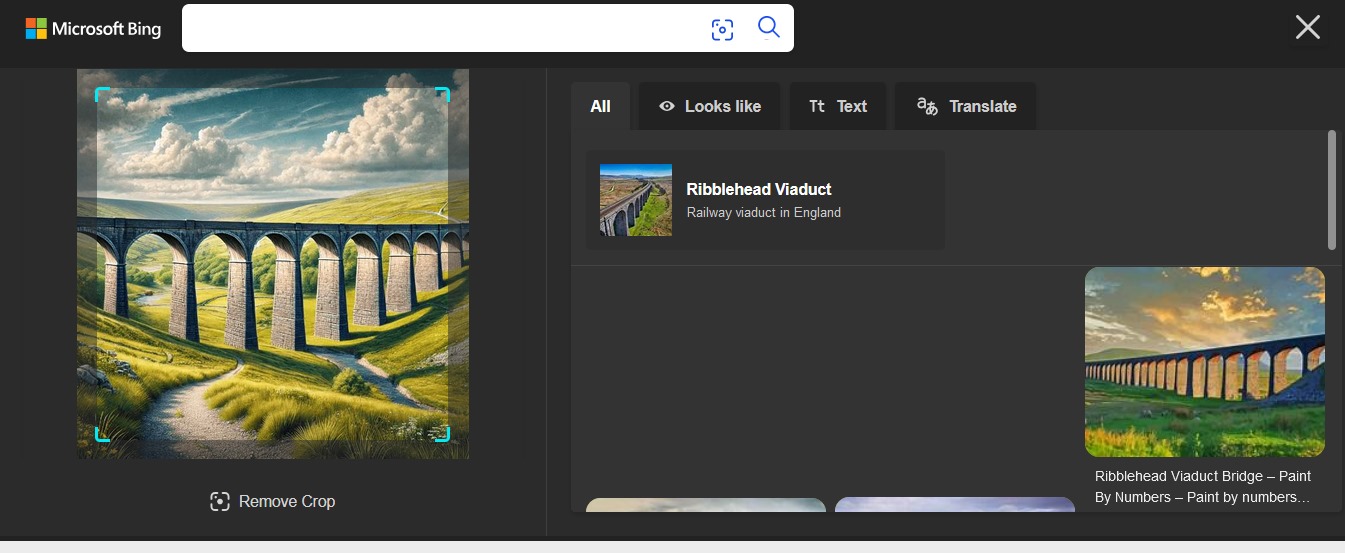 Microsoft Bing
All
Looks like
Tt Text
Translate
Ribblehead Viaduct
Railway viaduct in England
Ribblehead Viaduct Bridge – Paint
By Numbers – Paint by numbers...
Remove Crop